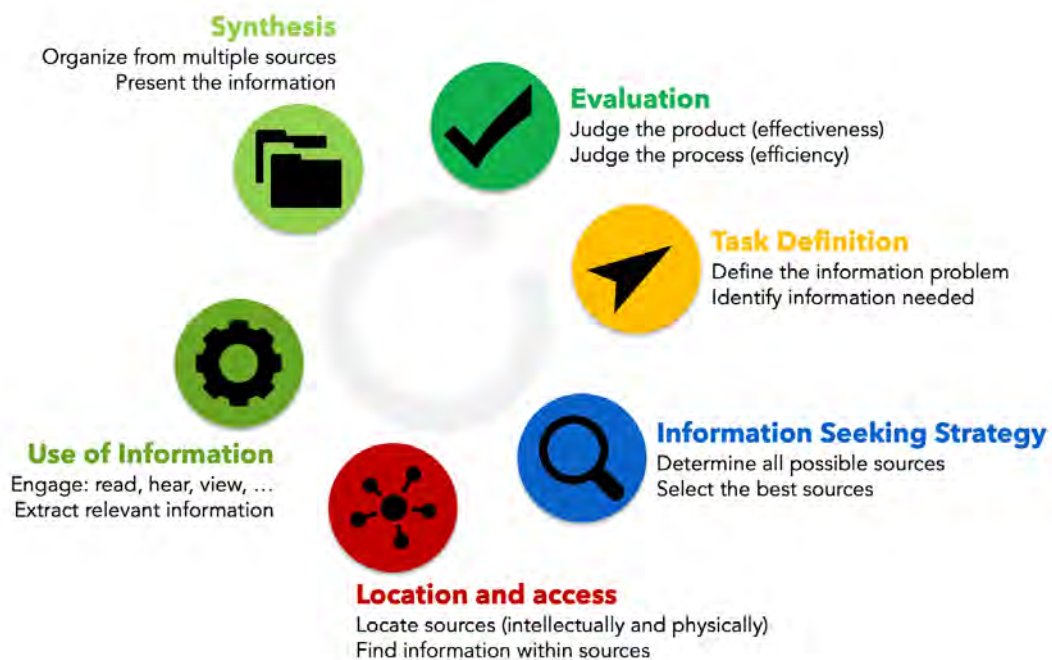 Synthesis
Organize from multiple sources
Present the information
Evaluation
Judge the product (effectiveness)
Judge the process (efficiency)
Task Definition
Define the information problem
Identify information needed
Information Seeking Strategy
Determine all possible sources
Select the best sources
Use of Information
Engage: read, hear, view, ...
Extract relevant information
Location and access
Locate sources (intellectually and physically)
Find information within sources